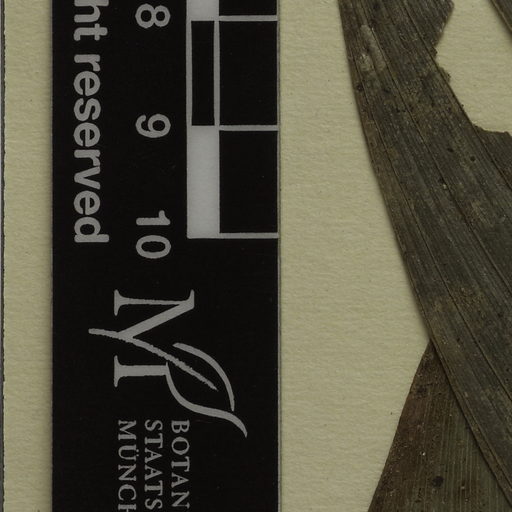 ht reserved
8
9
10
M
BOTAN
STAATS
MÜNCH